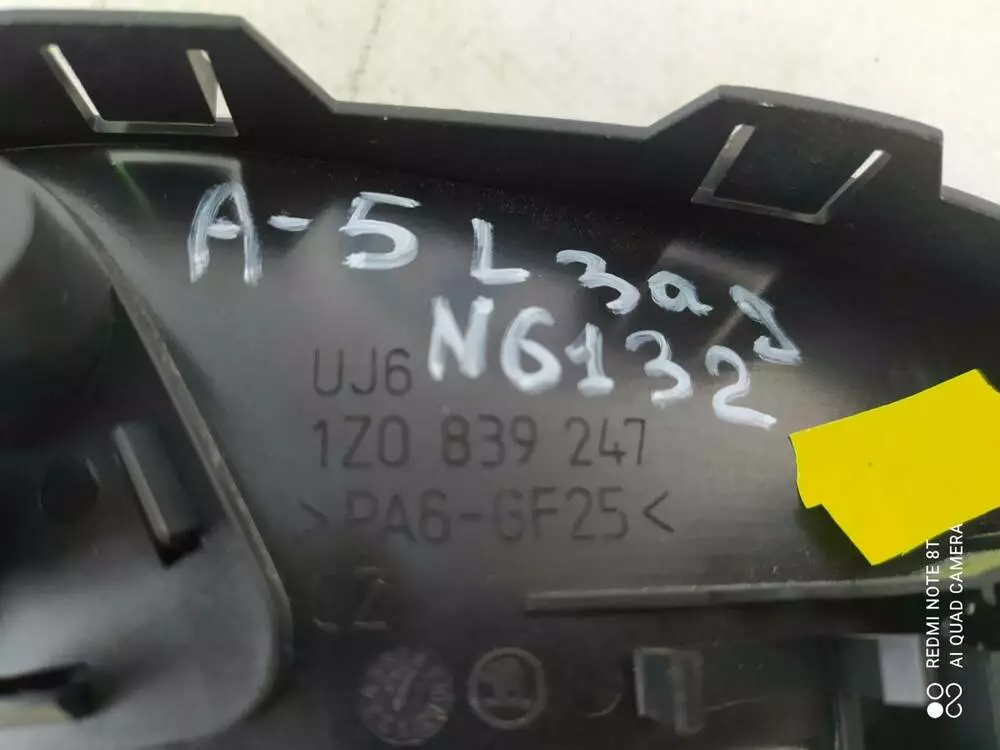 A-5 L зад
N6132
UJ6
1Z0 839 247
>PA6-GF25<
CZ
REDMI NOTE 8T
AI QUAD CAMERA